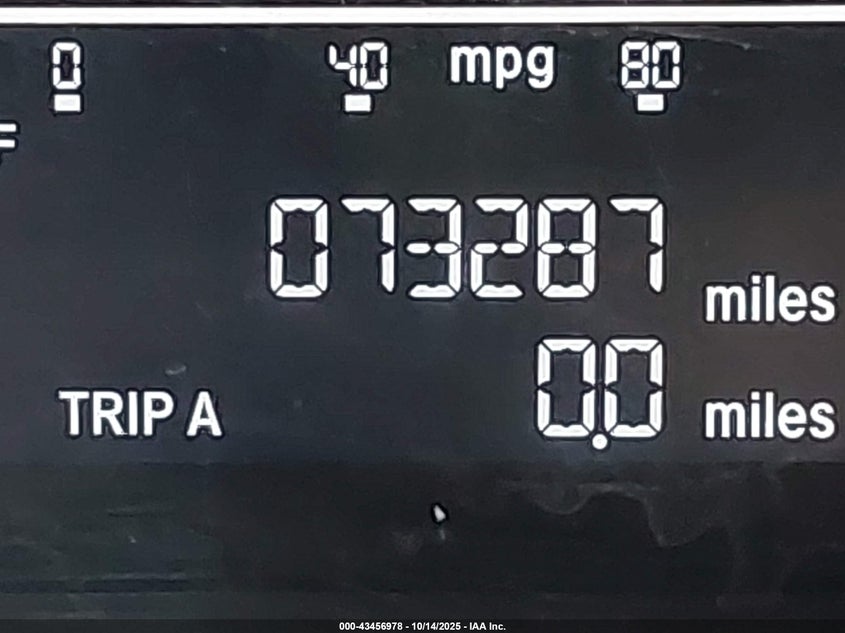 0 40 mpg 80
F
073287 miles
TRIP A 0.0 miles
000-43456978 - 10/14/2025 - IAA Inc.